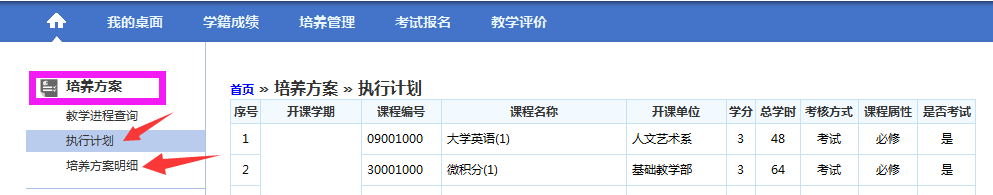 我的桌面 学籍成绩 培养管理 考试报名 教学评价
培养方案
教学进程查询
执行计划
培养方案明细
首页 » 培养方案 » 执行计划
序号 开课学期 课程编号 课程名称 开课单位 学分 总学时 考核方式 课程属性 是否考试
1 09001000 大学英语(1) 人文艺术系 3 48 考试 必修 是
2 30001000 微积分(1) 基础教学部 3 64 考试 必修 是